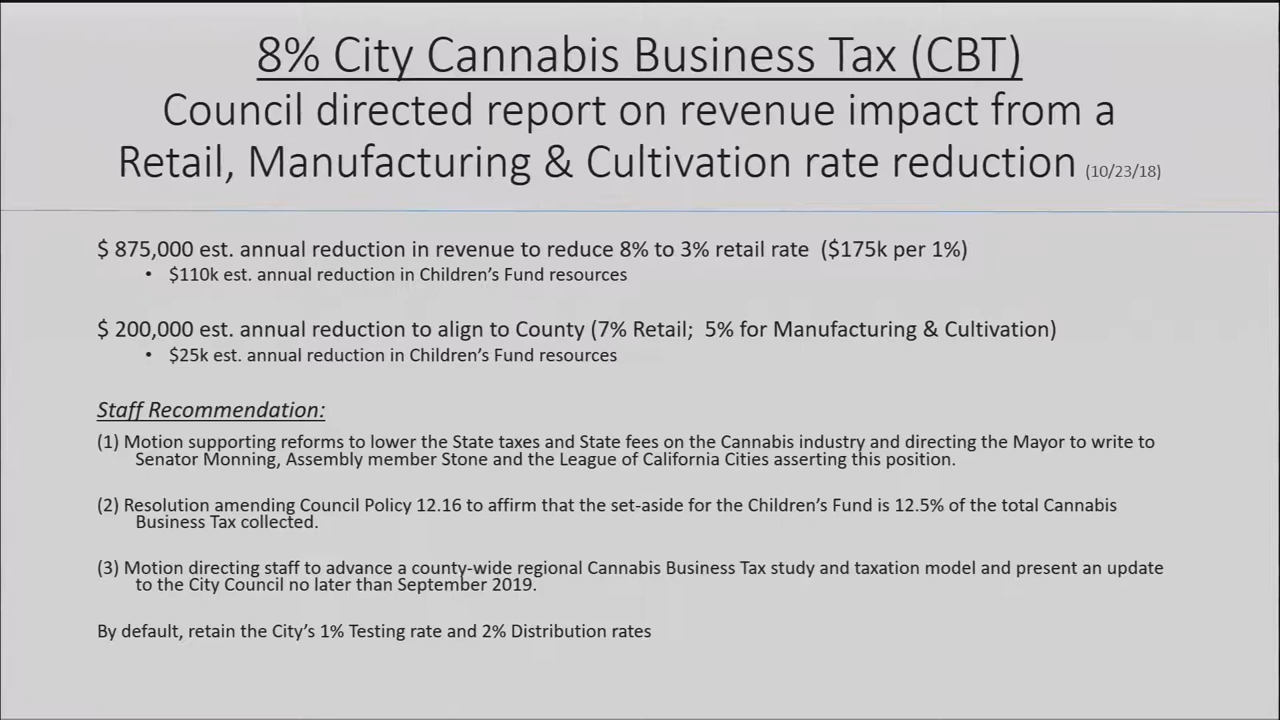 8% City Cannabis Business Tax (CBT)
Council directed report on revenue impact from a
Retail, Manufacturing & Cultivation rate reduction (10/23/18)
$ 875,000 est. annual reduction in revenue to reduce 8% to 3% retail rate ($175k per 1%)
• $110k est. annual reduction in Children's Fund resources
$ 200,000 est. annual reduction to align to County (7% Retail; 5% for Manufacturing & Cultivation)
• $25k est. annual reduction in Children's Fund resources
Staff Recommendation:
(1) Motion supporting reforms to lower the State taxes and State fees on the Cannabis industry and directing the Mayor to write to
Senator Monning, Assembly member Stone and the League of California Cities asserting this position.
(2) Resolution amending Council Policy 12.16 to affirm that the set-aside for the Children's Fund is 12.5% of the total Cannabis
Business Tax collected.
(3) Motion directing staff to advance a county-wide regional Cannabis Business Tax study and taxation model and present an update
to the City Council no later than September 2019.
By default, retain the City's 1% Testing rate and 2% Distribution rates